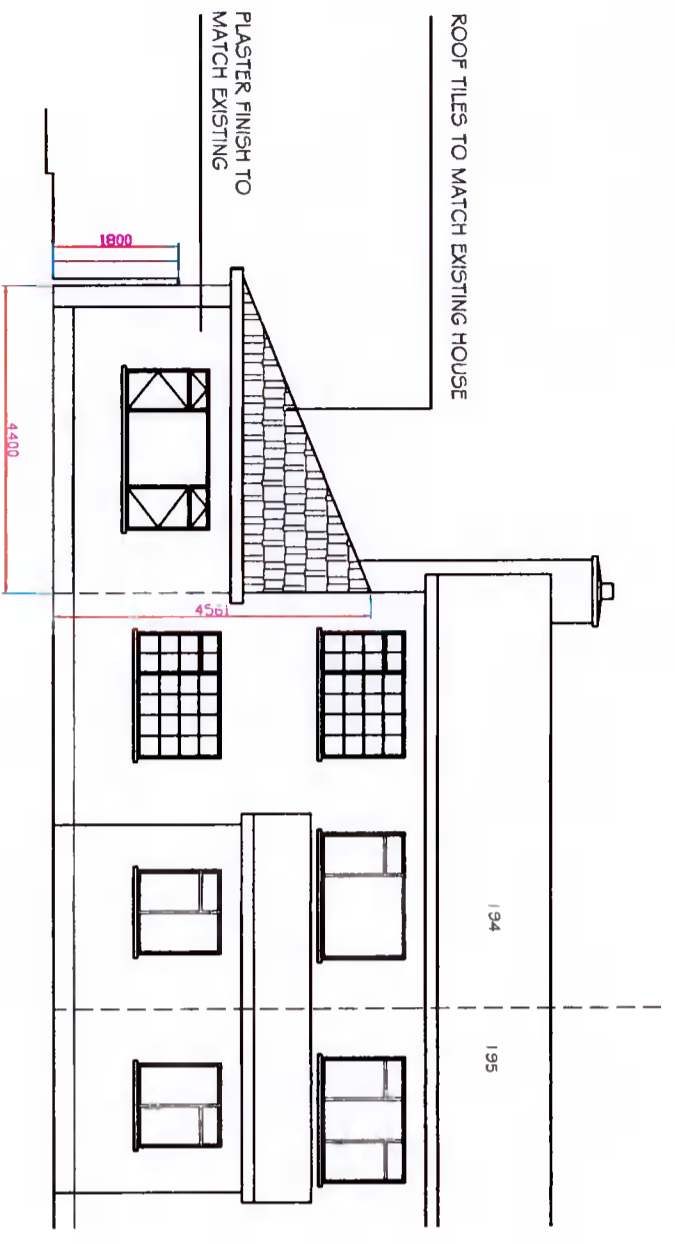 ROOF TILES TO MATCH EXISTING HOUSE
PLASTER FINISH TO
MATCH EXISTING
1800
4400
4561
194
195